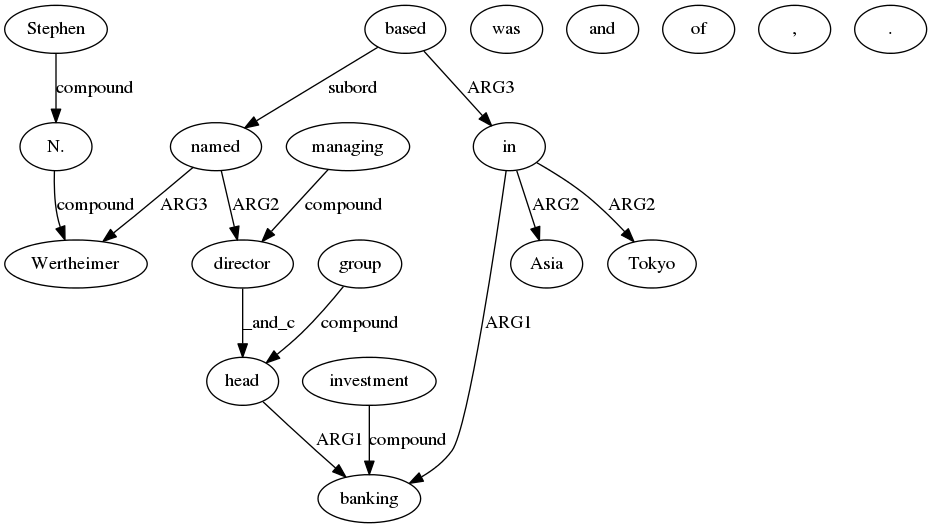 Stephen based was and of , .
compound subord ARG3
N. named managing in
compound ARG3 ARG2 compound ARG2 ARG2
Wertheimer director group Asia Tokyo
_and_c compound ARG1
head investment
ARG1 compound
banking